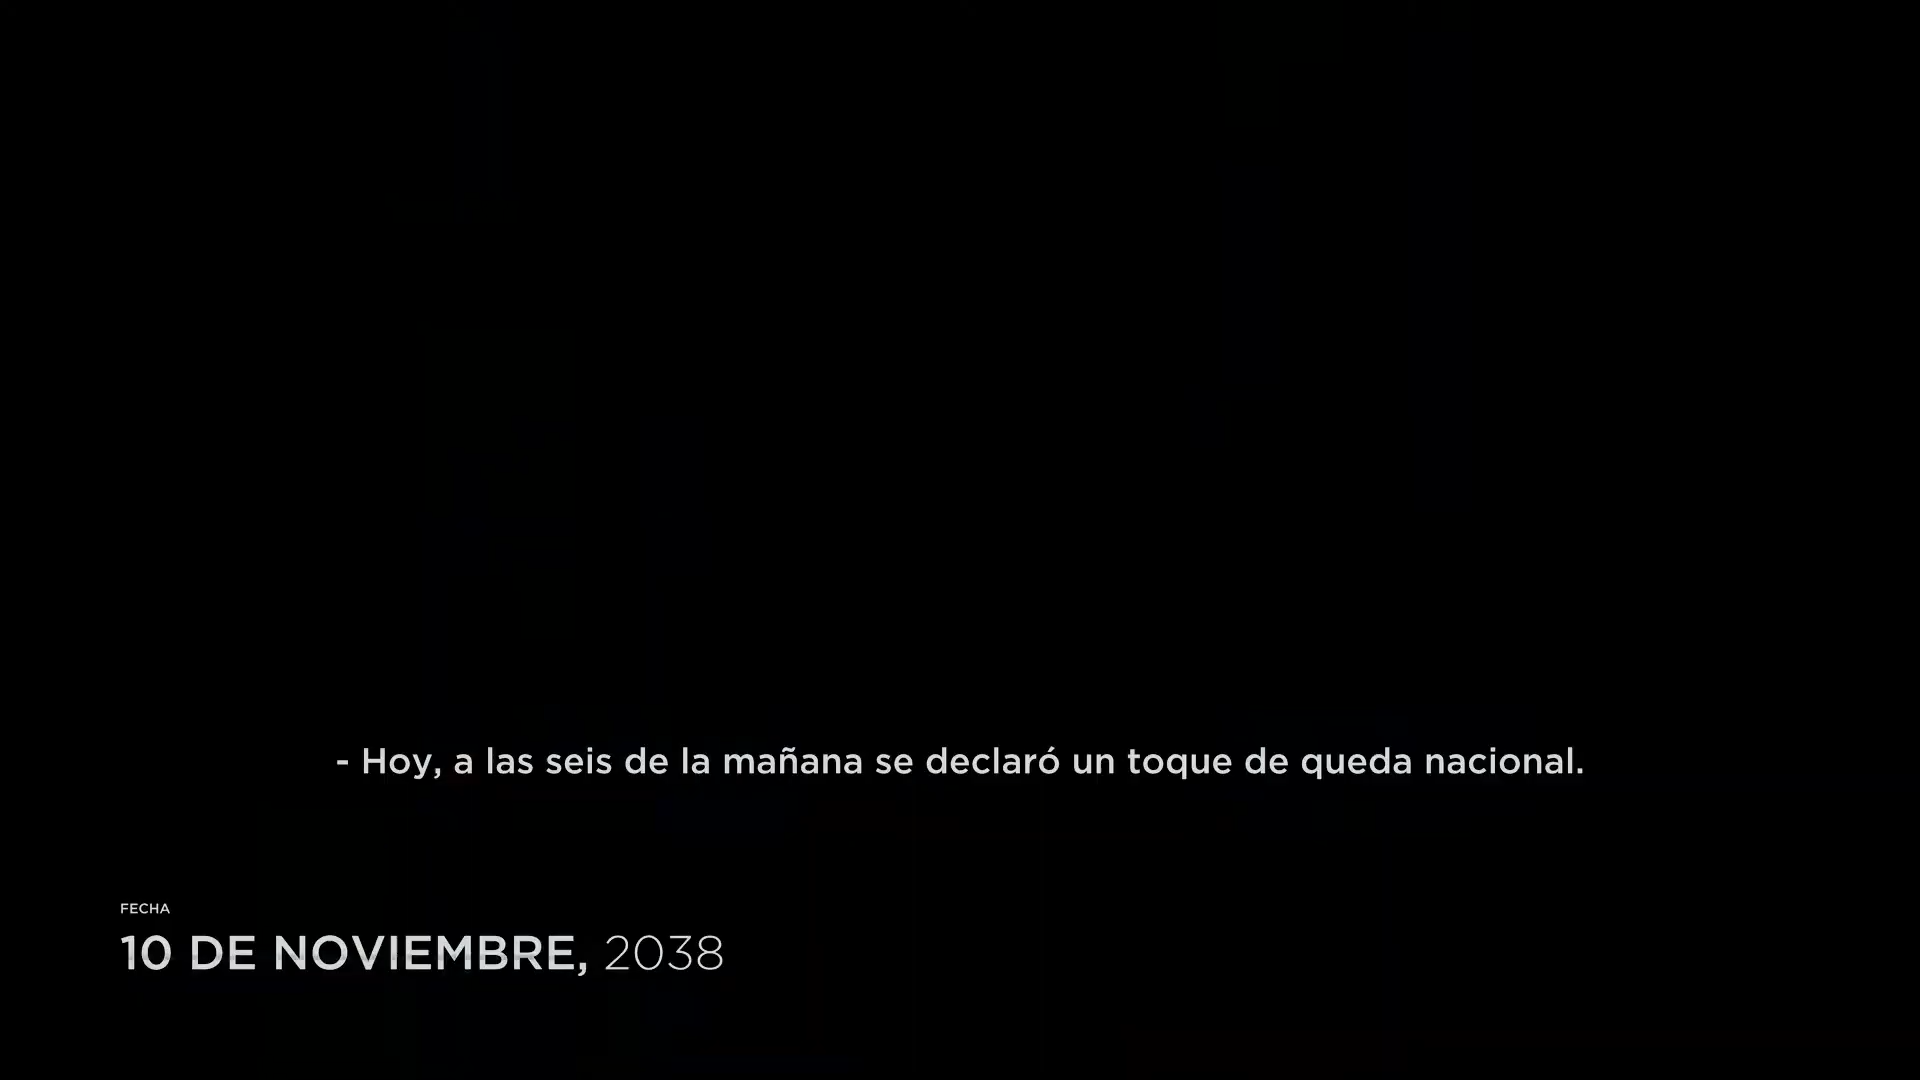 - Hoy, a las seis de la mañana se declaró un toque de queda nacional.
FECHA
10 DE NOVIEMBRE, 2038